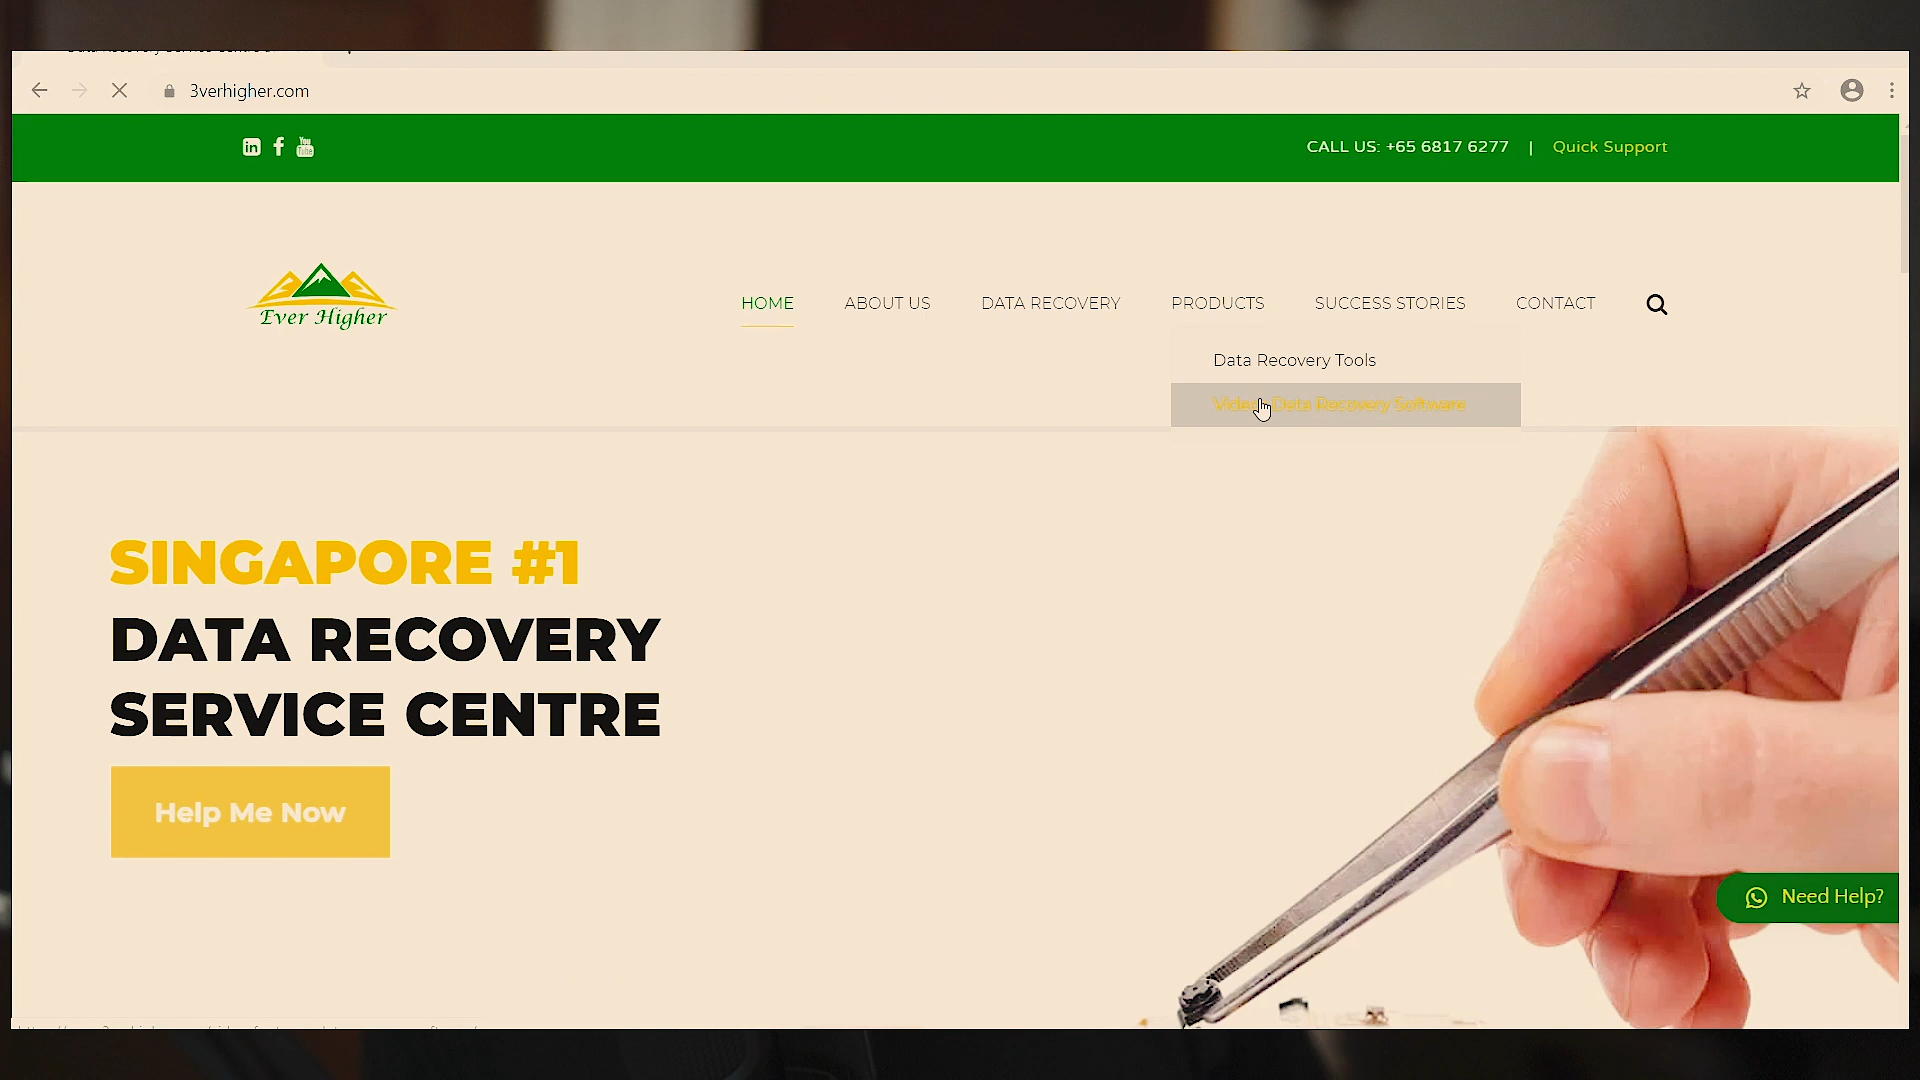 3verhigher.com
CALL US: +65 6817 6277 | Quick Support
Ever Higher
HOME ABOUT US DATA RECOVERY PRODUCTS SUCCESS STORIES CONTACT
Data Recovery Tools
Video Data Recovery Software
SINGAPORE #1
DATA RECOVERY
SERVICE CENTRE
Help Me Now
Need Help?